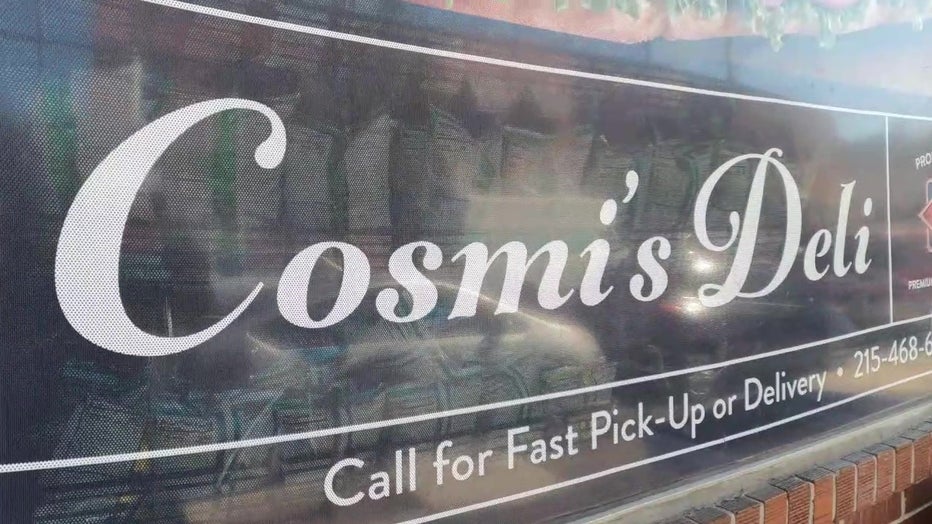 Cosmi's Deli
Call for Fast Pick-Up or Delivery • 215-468-6